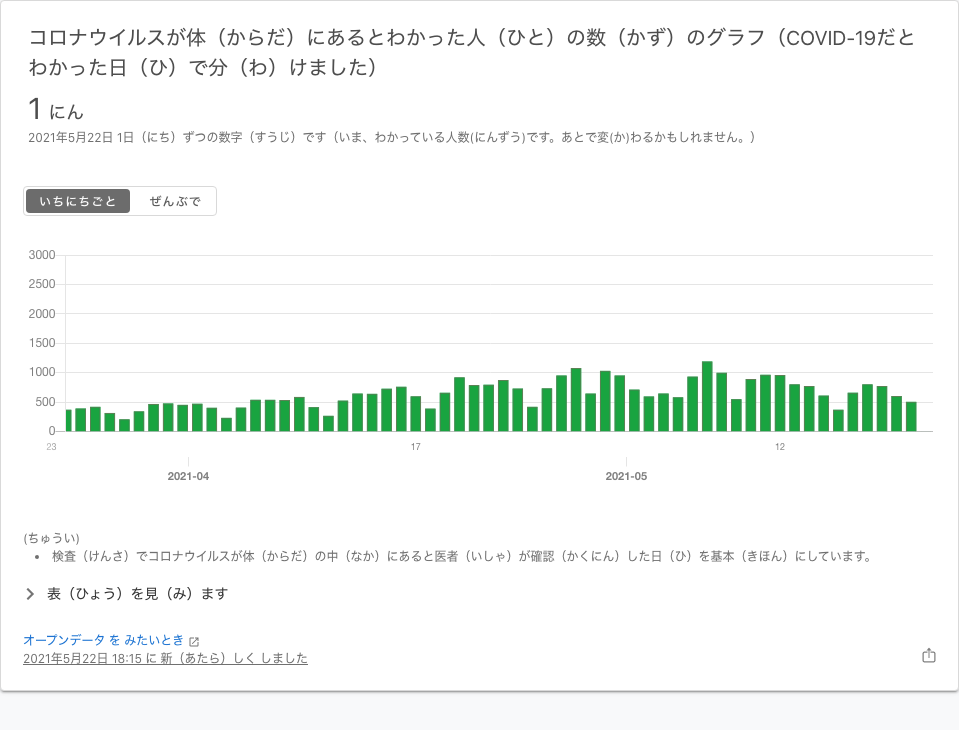 コロナウイルスが体（からだ）にあるとわかった人（ひと）の数（かず）のグラフ（COVID-19だと
わかった日（ひ）で分（わ）けました）
1 にん
2021年5月22日 1日（にち）ずつの数字（すうじ）です（いま、わかっている人数(にんずう)です。あとで変(か)わるかもしれません。）
いちにちごと ぜんぶで
3000
2500
2000
1500
1000
500
0
23 17 12
2021-04 2021-05
(ちゅうい)
• 検査（けんさ）でコロナウイルスが体（からだ）の中（なか）にあると医者（いしゃ）が確認（かくにん）した日（ひ）を基本（きほん）にしています。
表（ひょう）を見（み）ます
オープンデータ を みたいとき
2021年5月22日 18:15 に 新（あたら）しく しました